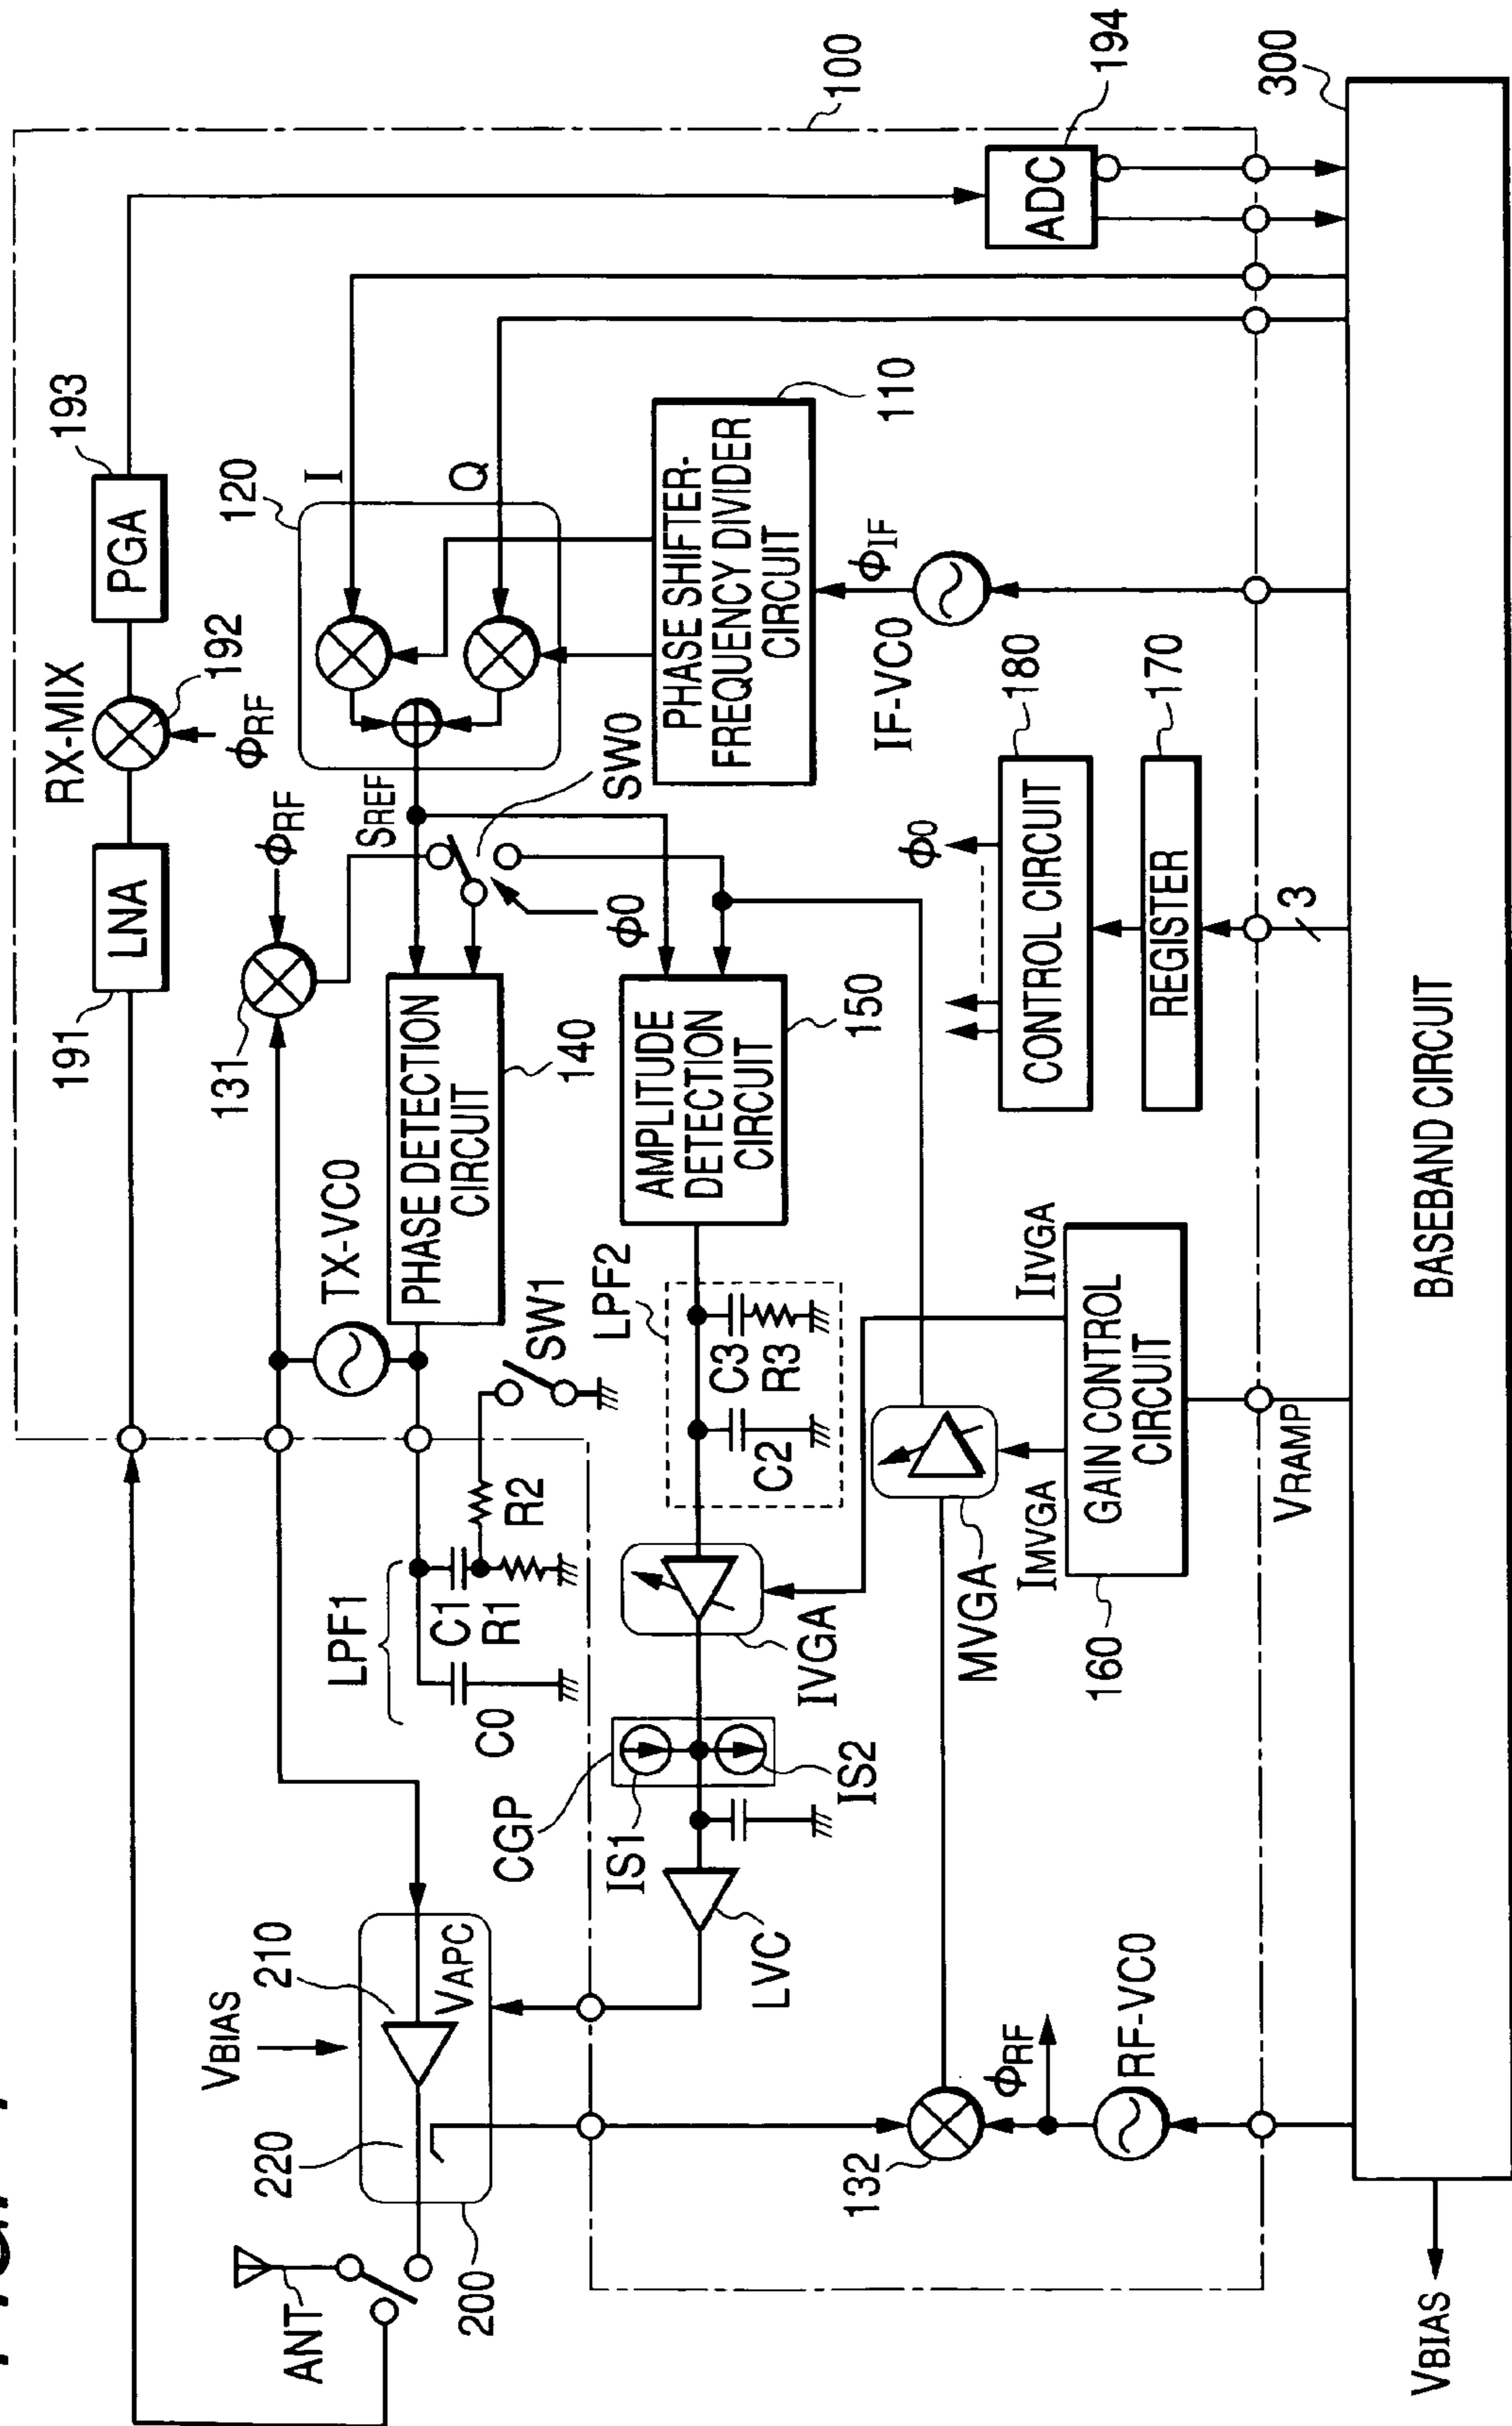 191
LNA
RX-MIX
192
ΦRF
PGA
193
100
VBIAS
210
220
VAPC
200
ANT
131
ΦRF
TX-VCO
SREF
120
I
Q
LPF1
C0
C1
R1
R2
SW1
PHASE DETECTION
CIRCUIT
140
SW0
Φ0
PHASE SHIFTER-
FREQUENCY DIVIDER
CIRCUIT
110
CGP
IS1
IS2
LVC
IVGA
LPF2
C2
C3
R3
AMPLITUDE
DETECTION
CIRCUIT
150
IF-VCO
ΦIF
ADC
194
132
ΦRF
RF-VCO
MVGA
IMVGA
IIVGA
160
GAIN CONTROL
CIRCUIT
VRAMP
Φ0
CONTROL CIRCUIT
180
REGISTER
170
3
300
BASEBAND CIRCUIT
VBIAS